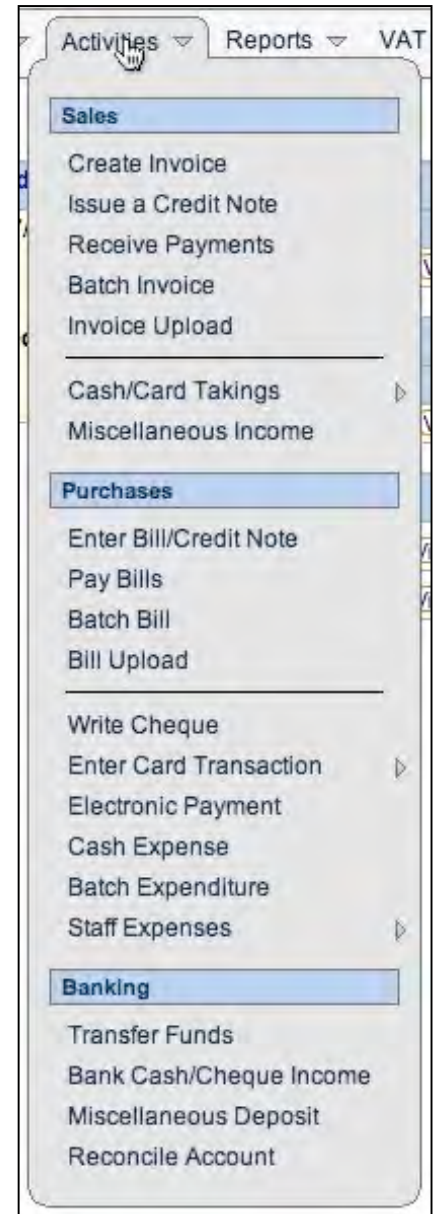 Activities Reports VAT
Sales
Create Invoice
Issue a Credit Note
Receive Payments
Batch Invoice
Invoice Upload
Cash/Card Takings
Miscellaneous Income
Purchases
Enter Bill/Credit Note
Pay Bills
Batch Bill
Bill Upload
Write Cheque
Enter Card Transaction
Electronic Payment
Cash Expense
Batch Expenditure
Staff Expenses
Banking
Transfer Funds
Bank Cash/Cheque Income
Miscellaneous Deposit
Reconcile Account